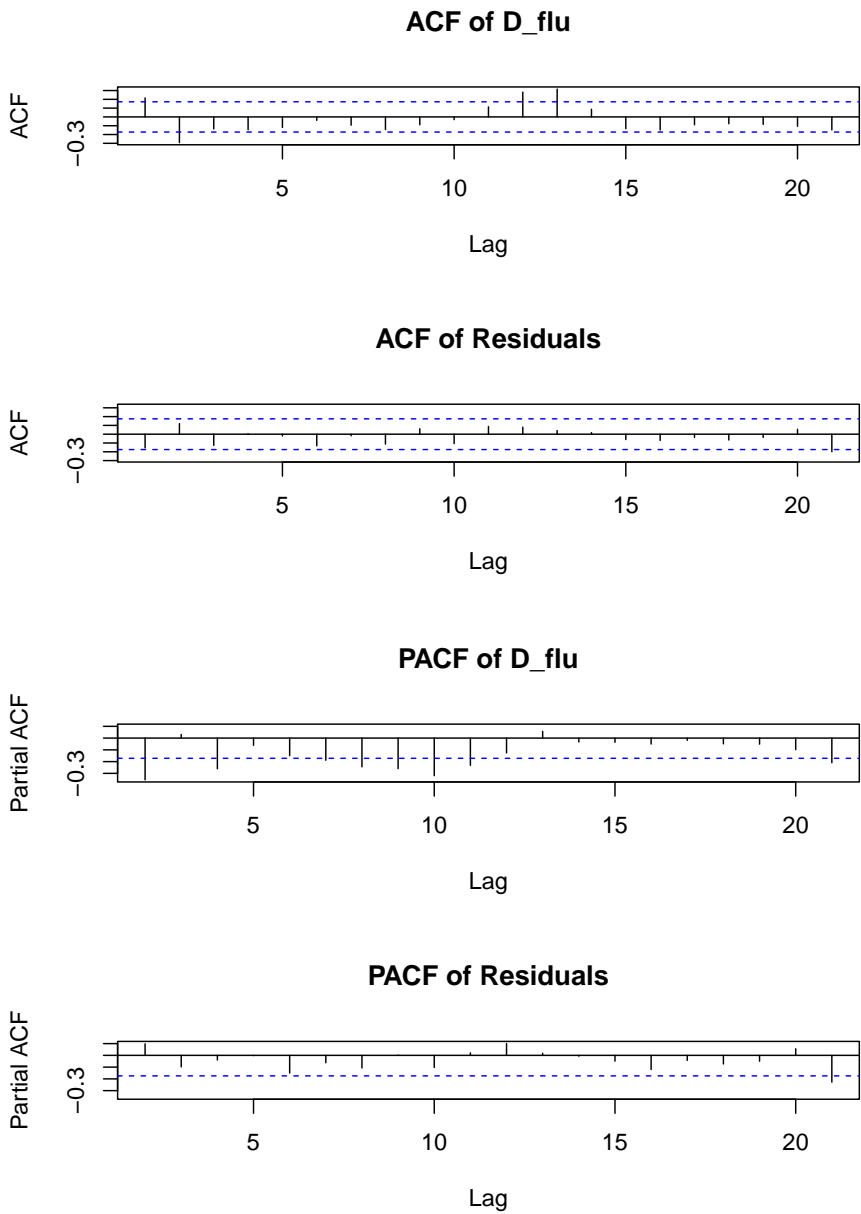 ACF of D_flu
ACF
−0.3
5 10 15 20
Lag
ACF of Residuals
ACF
−0.3
5 10 15 20
Lag
PACF of D_flu
Partial ACF
−0.3
5 10 15 20
Lag
PACF of Residuals
Partial ACF
−0.3
5 10 15 20
Lag